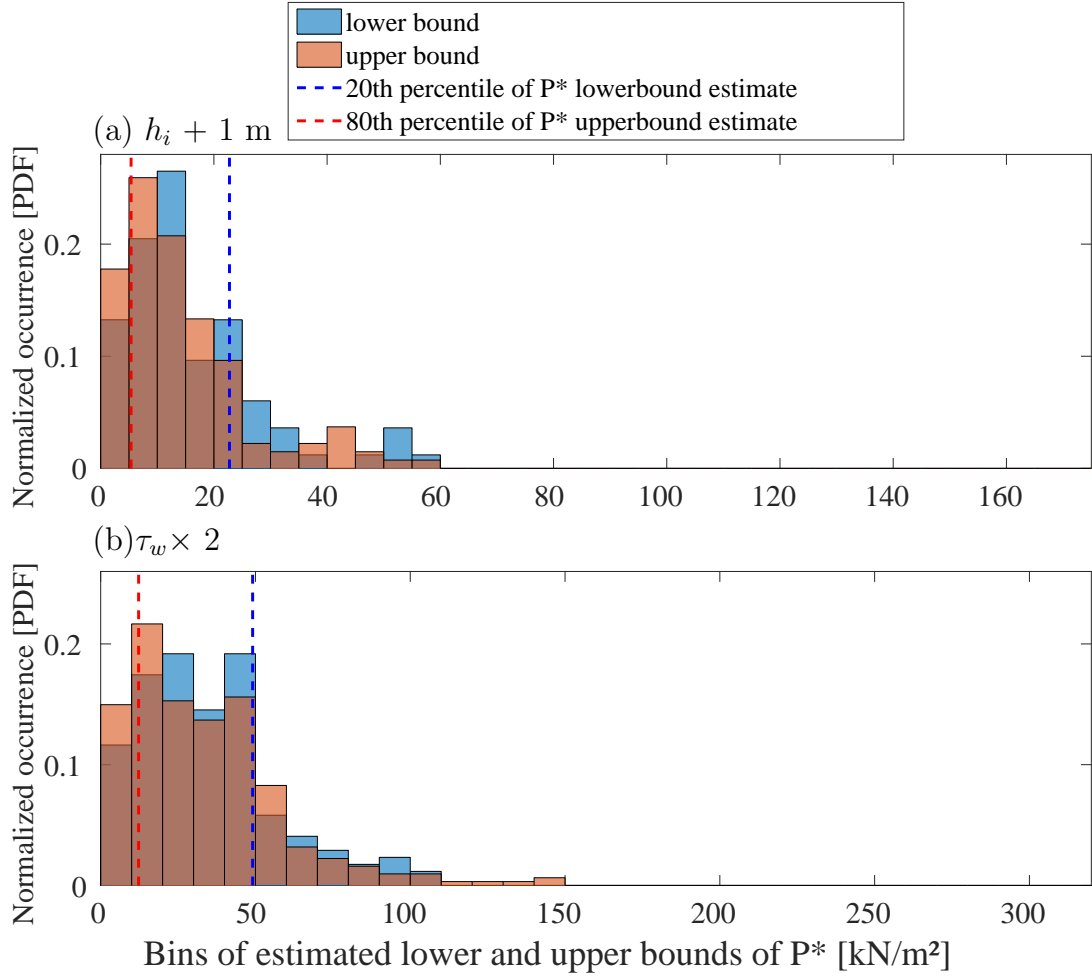 lower bound
upper bound
20th percentile of P* lowerbound estimate
80th percentile of P* upperbound estimate
(a) hᵢ + 1 m
Normalized occurrence [PDF]
0.2
0.1
0
0 20 40 60 80 100 120 140 160
(b)τ_w× 2
Normalized occurrence [PDF]
0.2
0.1
0
0 50 100 150 200 250 300
Bins of estimated lower and upper bounds of P* [kN/m²]